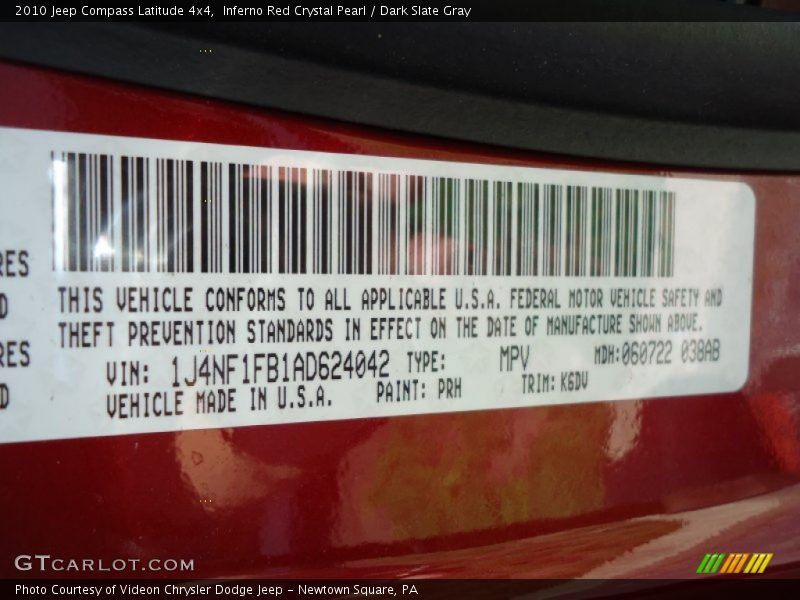 2010 Jeep Compass Latitude 4x4,  Inferno Red Crystal Pearl / Dark Slate Gray
RES
D
RES
D
THIS VEHICLE CONFORMS TO ALL APPLICABLE U.S.A. FEDERAL MOTOR VEHICLE SAFETY AND
THEFT PREVENTION STANDARDS IN EFFECT ON THE DATE OF MANUFACTURE SHOWN ABOVE.
VIN: 1J4NF1FB1AD624042 TYPE: MPV MDH:060722 038AB
VEHICLE MADE IN U.S.A. PAINT: PRH TRIM: K6DV
GTCARLOT.COM
Photo Courtesy of Videon Chrysler Dodge Jeep - Newtown Square, PA